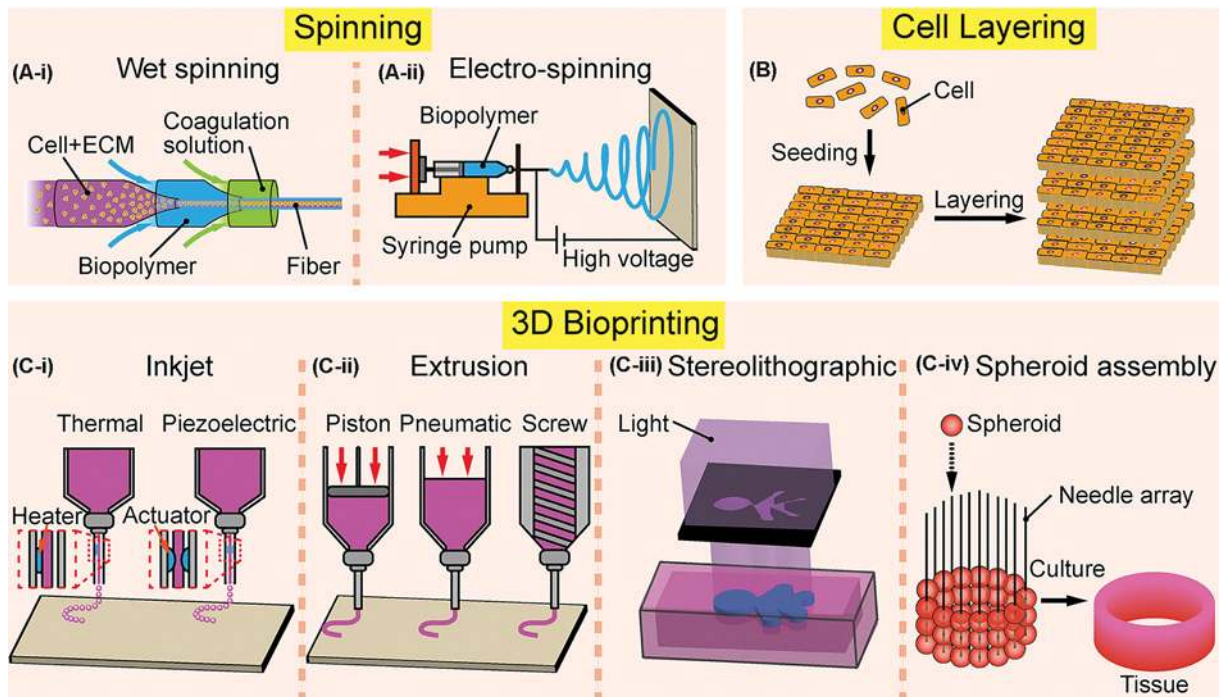 Spinning
(A-i)
Wet spinning
Cell+ECM
Coagulation
solution
Biopolymer
Fiber
(A-ii)
Electro-spinning
Biopolymer
Syringe pump
High voltage
Cell Layering
(B)
Cell
Seeding
Layering
3D Bioprinting
(C-i)
Inkjet
Thermal
Piezoelectric
Heater
Actuator
(C-ii)
Extrusion
Piston
Pneumatic
Screw
(C-iii)
Stereolithographic
Light
(C-iv)
Spheroid assembly
Spheroid
Needle array
Culture
Tissue